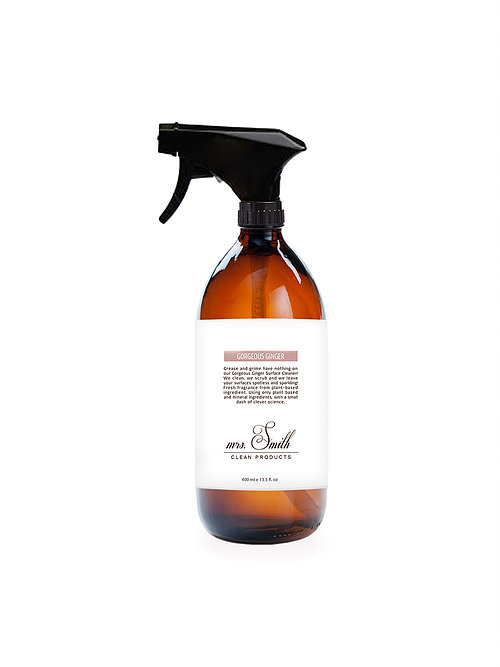 GORGEOUS GINGER
Grease and grime have nothing on
our Gorgeous Ginger Surface Cleaner!
We clean, we scrub and we leave
your surfaces spotless and sparkling!
Fresh fragrance from plant-based
ingredient. Using only plant based
and mineral ingredients, with a small
dash of clever science.
mrs. Smith
CLEAN PRODUCTS
400 ml e 13.5 fl. oz